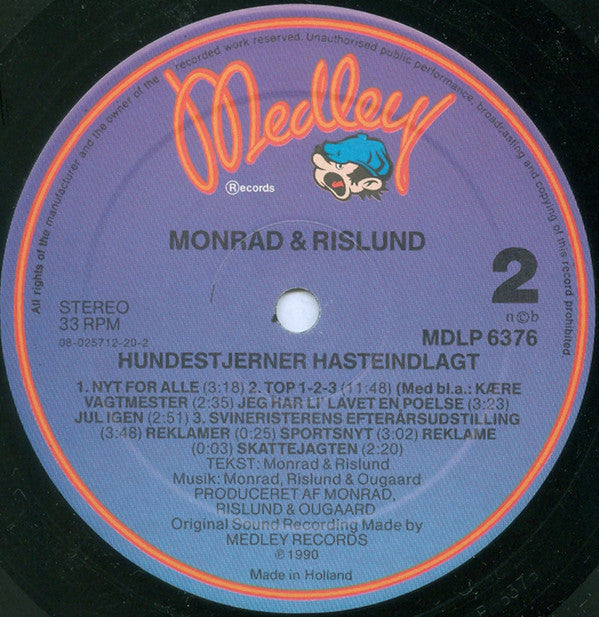 All rights of the manufacturer and the owner of the recorded work reserved. Unauthorised public performance, broadcasting and copying of this record prohibited.
Medley
Ⓡecords
MONRAD & RISLUND
2
n©b
STEREO
33 RPM
08-025712-20-2
MDLP 6376
HUNDESTJERNER HASTEINDLAGT
1. NYT FOR ALLE (3:18) 2. TOP 1-2-3 (11:48) (Med bl.a.: KÆRE
VAGTMESTER (2:35) JEG HAR LI' LAVET EN POELSE (3:23)
JUL IGEN (2:51) 3. SVINERISTERENS EFTERÅRSUDSTILLING
(3:48) REKLAMER (0:25) SPORTSNYT (3:02) REKLAME
(0:03) SKATTEJAGTEN (2:20)
TEKST: Monrad & Rislund
Musik: Monrad, Rislund & Ougaard
PRODUCERET AF MONRAD,
RISLUND & OUGAARD
Original Sound Recording Made by
MEDLEY RECORDS
℗ 1990
Made in Holland